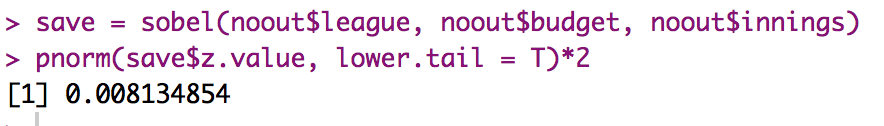 > save = sobel(noout$league, noout$budget, noout$innings)
> pnorm(save$z.value, lower.tail = T)*2
[1] 0.008134854